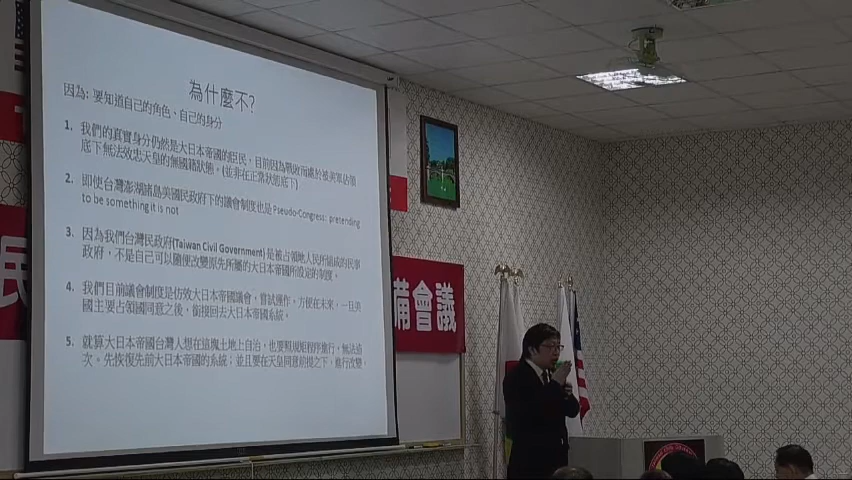 為什麼不?
因為: 要知道自己的角色、自己的身分
1. 我們的真實身分仍然是大日本帝國的臣民，目前因為戰敗而處於被美軍佔領
底下無法效忠天皇的無國籍狀態。(並非在正常狀態底下)
2. 即使台灣澎湖諸島美國民政府下的議會制度也是 Pseudo-Congress: pretending
to be something it is not
3. 因為我們台灣民政府(Taiwan Civil Government)是被占領地人民所組成的民事
政府，不是自己可以隨便改變原先所屬的大日本帝國所設定的制度。
4. 我們目前議會制度是仿效大日本帝國議會，嘗試運作，方便在未來，一旦美
國主要占領國同意之後，銜接回去大日本帝國系統。
5. 就算大日本帝國台灣人想在這塊土地上自治，也要照規矩程序進行，無法造
次。先恢復先前大日本帝國的系統；並且要在天皇同意前提之下，進行改變。
民
備會議